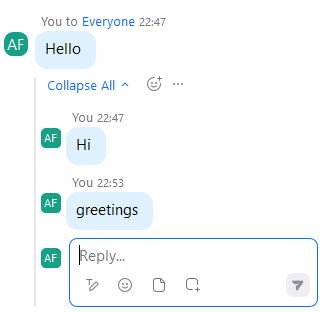 You to Everyone 22:47
AF
Hello
Collapse All
You 22:47
AF
Hi
You 22:53
AF
greetings
AF
Reply...